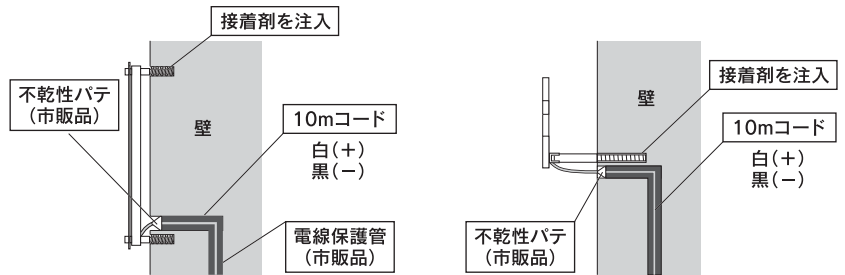 接着剤を注入
不乾性パテ
（市販品）
壁
10mコード
白（＋）
黒（－）
電線保護管
（市販品）
接着剤を注入
壁
10mコード
白（＋）
黒（－）
不乾性パテ
（市販品）